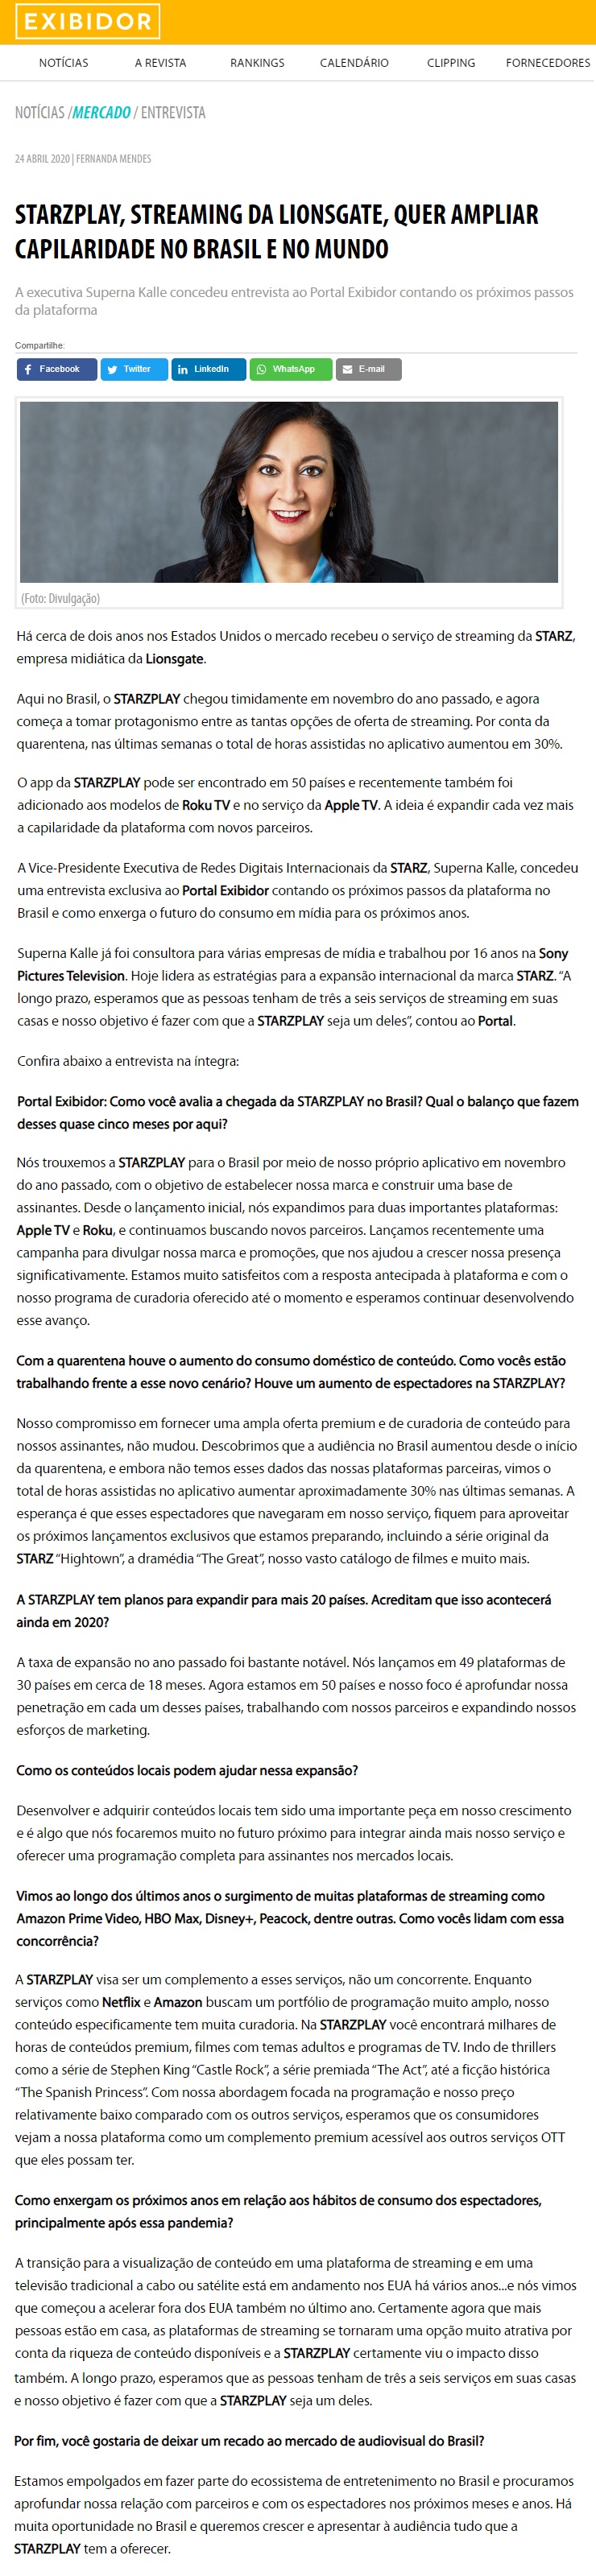 EXIBIDOR
NOTÍCIAS A REVISTA RANKINGS CALENDÁRIO CLIPPING FORNECEDORES
NOTÍCIAS /MERCADO / ENTREVISTA
24 ABRIL 2020 | FERNANDA MENDES
STARZPLAY, STREAMING DA LIONSGATE, QUER AMPLIAR
CAPILARIDADE NO BRASIL E NO MUNDO
A executiva Superna Kalle concedeu entrevista ao Portal Exibidor contando os próximos passos
da plataforma
Compartilhe:
Facebook Twitter LinkedIn WhatsApp E-mail
(Foto: Divulgação)
Há cerca de dois anos nos Estados Unidos o mercado recebeu o serviço de streaming da STARZ,
empresa midiática da Lionsgate.
Aqui no Brasil, o STARZPLAY chegou timidamente em novembro do ano passado, e agora
começa a tomar protagonismo entre as tantas opções de oferta de streaming. Por conta da
quarentena, nas últimas semanas o total de horas assistidas no aplicativo aumentou em 30%.
O app da STARZPLAY pode ser encontrado em 50 países e recentemente também foi
adicionado aos modelos de Roku TV e no serviço da Apple TV. A ideia é expandir cada vez mais
a capilaridade da plataforma com novos parceiros.
A Vice-Presidente Executiva de Redes Digitais Internacionais da STARZ, Superna Kalle, concedeu
uma entrevista exclusiva ao Portal Exibidor contando os próximos passos da plataforma no
Brasil e como enxerga o futuro do consumo em mídia para os próximos anos.
Superna Kalle já foi consultora para várias empresas de mídia e trabalhou por 16 anos na Sony
Pictures Television. Hoje lidera as estratégias para a expansão internacional da marca STARZ. “A
longo prazo, esperamos que as pessoas tenham de três a seis serviços de streaming em suas
casas e nosso objetivo é fazer com que a STARZPLAY seja um deles”, contou ao Portal.
Confira abaixo a entrevista na íntegra:
Portal Exibidor: Como você avalia a chegada da STARZPLAY no Brasil? Qual o balanço que fazem
desses quase cinco meses por aqui?
Nós trouxemos a STARZPLAY para o Brasil por meio de nosso próprio aplicativo em novembro
do ano passado, com o objetivo de estabelecer nossa marca e construir uma base de
assinantes. Desde o lançamento inicial, nós expandimos para duas importantes plataformas:
Apple TV e Roku, e continuamos buscando novos parceiros. Lançamos recentemente uma
campanha para divulgar nossa marca e promoções, que nos ajudou a crescer nossa presença
significativamente. Estamos muito satisfeitos com a resposta antecipada à plataforma e com o
nosso programa de curadoria oferecido até o momento e esperamos continuar desenvolvendo
esse avanço.
Com a quarentena houve o aumento do consumo doméstico de conteúdo. Como vocês estão
trabalhando frente a esse novo cenário? Houve um aumento de espectadores na STARZPLAY?
Nosso compromisso em fornecer uma ampla oferta premium e de curadoria de conteúdo para
nossos assinantes, não mudou. Descobrimos que a audiência no Brasil aumentou desde o início
da quarentena, e embora não temos esses dados das nossas plataformas parceiras, vimos o
total de horas assistidas no aplicativo aumentar aproximadamente 30% nas últimas semanas. A
esperança é que esses espectadores que navegaram em nosso serviço, fiquem para aproveitar
os próximos lançamentos exclusivos que estamos preparando, incluindo a série original da
STARZ “Hightown”, a dramédia “The Great”, nosso vasto catálogo de filmes e muito mais.
A STARZPLAY tem planos para expandir para mais 20 países. Acreditam que isso acontecerá
ainda em 2020?
A taxa de expansão no ano passado foi bastante notável. Nós lançamos em 49 plataformas de
30 países em cerca de 18 meses. Agora estamos em 50 países e nosso foco é aprofundar nossa
penetração em cada um desses países, trabalhando com nossos parceiros e expandindo nossos
esforços de marketing.
Como os conteúdos locais podem ajudar nessa expansão?
Desenvolver e adquirir conteúdos locais tem sido uma importante peça em nosso crescimento
e é algo que nós focaremos muito no futuro próximo para integrar ainda mais nosso serviço e
oferecer uma programação completa para assinantes nos mercados locais.
Vimos ao longo dos últimos anos o surgimento de muitas plataformas de streaming como
Amazon Prime Video, HBO Max, Disney+, Peacock, dentre outras. Como vocês lidam com essa
concorrência?
A STARZPLAY visa ser um complemento a esses serviços, não um concorrente. Enquanto
serviços como Netflix e Amazon buscam um portfólio de programação muito amplo, nosso
conteúdo especificamente tem muita curadoria. Na STARZPLAY você encontrará milhares de
horas de conteúdos premium, filmes com temas adultos e programas de TV. Indo de thrillers
como a série de Stephen King “Castle Rock”, a série premiada “The Act”, até a ficção histórica
“The Spanish Princess”. Com nossa abordagem focada na programação e nosso preço
relativamente baixo comparado com os outros serviços, esperamos que os consumidores
vejam a nossa plataforma como um complemento premium acessível aos outros serviços OTT
que eles possam ter.
Como enxergam os próximos anos em relação aos hábitos de consumo dos espectadores,
principalmente após essa pandemia?
A transição para a visualização de conteúdo em uma plataforma de streaming e em uma
televisão tradicional a cabo ou satélite está em andamento nos EUA há vários anos...e nós vimos
que começou a acelerar fora dos EUA também no último ano. Certamente agora que mais
pessoas estão em casa, as plataformas de streaming se tornaram uma opção muito atrativa por
conta da riqueza de conteúdo disponíveis e a STARZPLAY certamente viu o impacto disso
também. A longo prazo, esperamos que as pessoas tenham de três a seis serviços em suas casas
e nosso objetivo é fazer com que a STARZPLAY seja um deles.
Por fim, você gostaria de deixar um recado ao mercado de audiovisual do Brasil?
Estamos empolgados em fazer parte do ecossistema de entretenimento no Brasil e procuramos
aprofundar nossa relação com parceiros e com os espectadores nos próximos meses e anos. Há
muita oportunidade no Brasil e queremos crescer e apresentar à audiência tudo que a
STARZPLAY tem a oferecer.